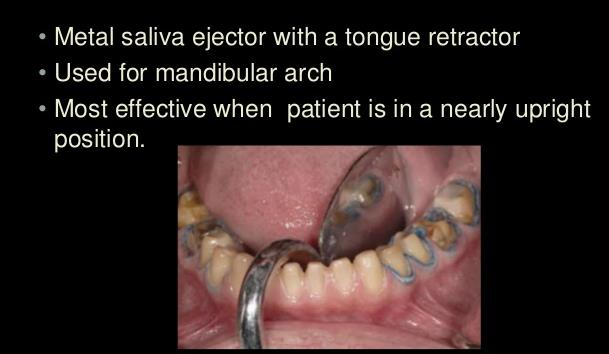 • Metal saliva ejector with a tongue retractor
• Used for mandibular arch
• Most effective when  patient is in a nearly upright
position.